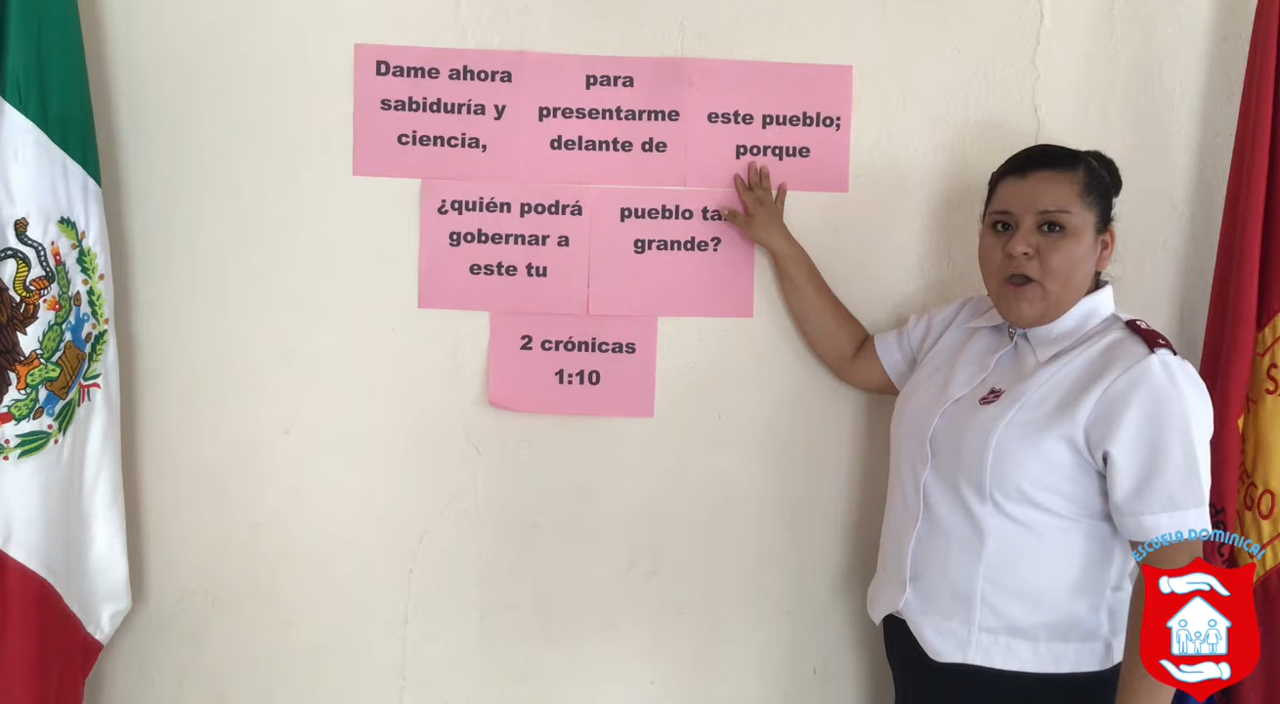 Dame ahora
sabiduría y
ciencia,
para
presentarme
delante de
este pueblo;
porque
¿quién podrá
gobernar a
este tu
pueblo
grande?
2 crónicas
1:10
ESCUELA DOMINICAL